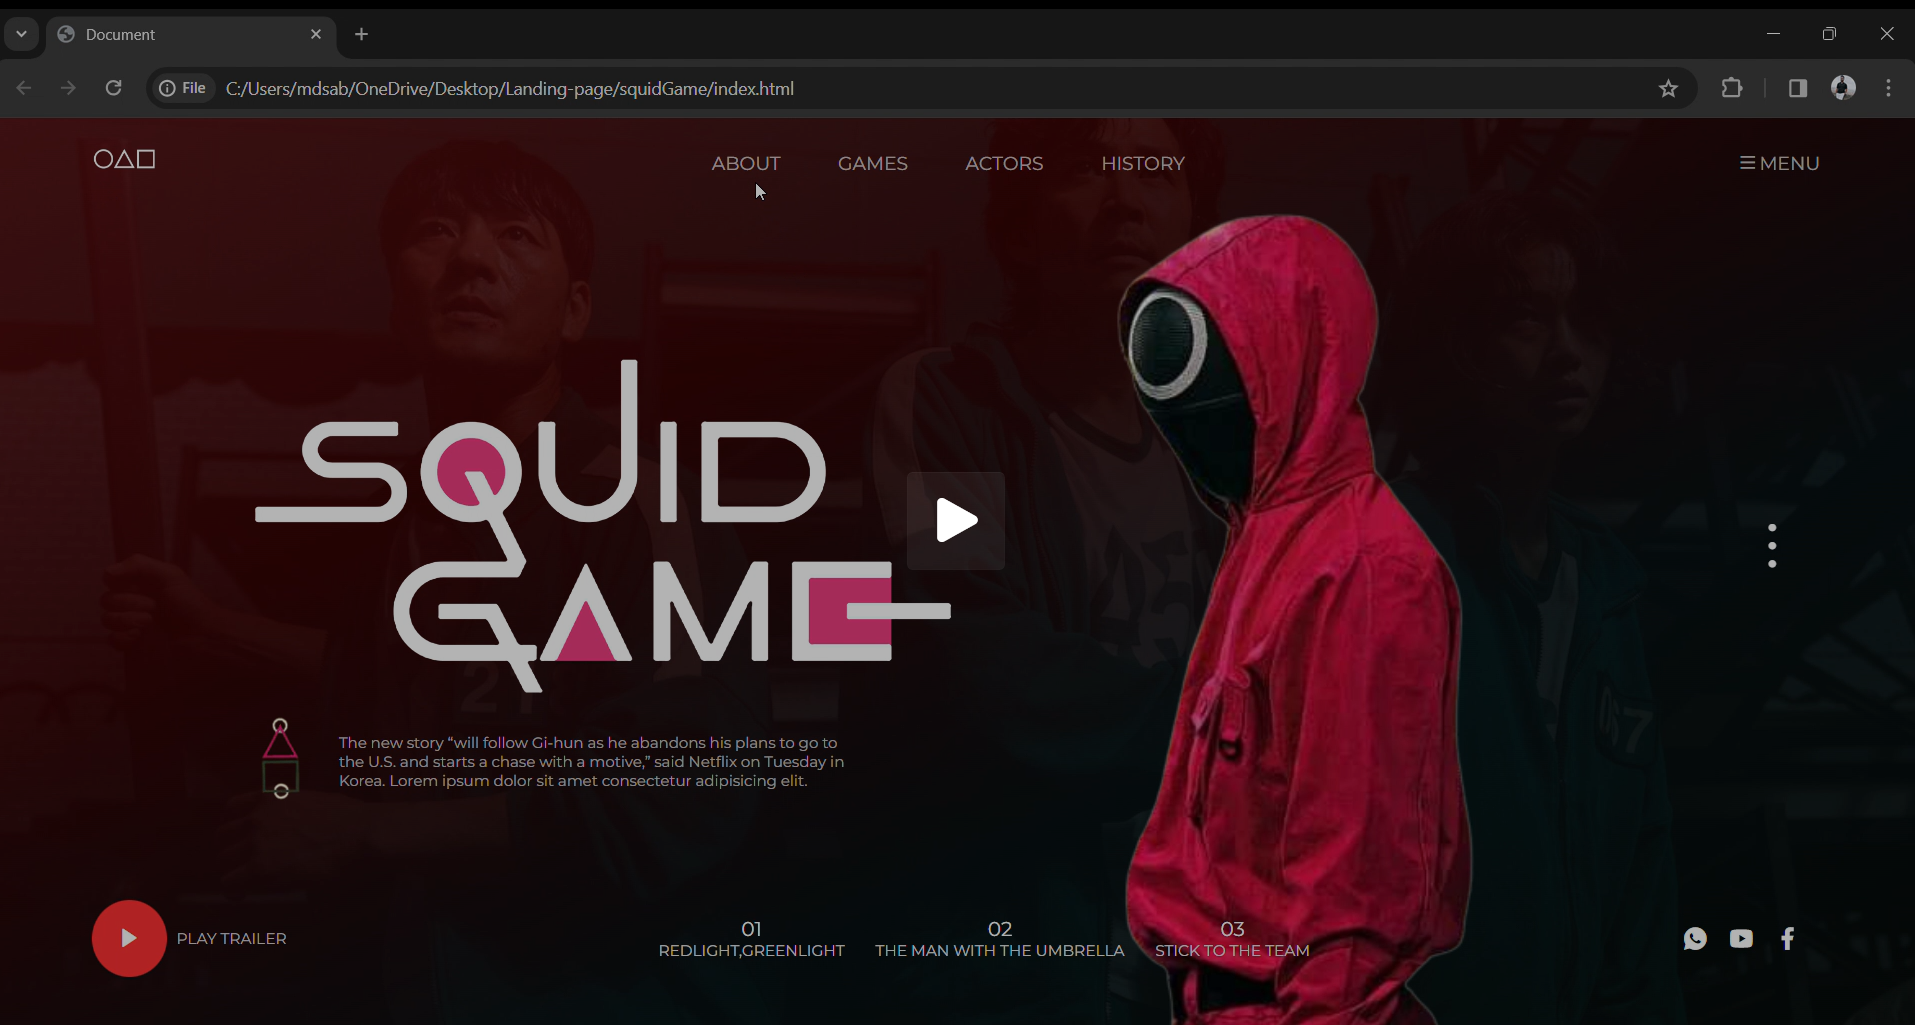 Document
File
C:/Users/mdsab/OneDrive/Desktop/Landing-page/squidGame/index.html
ABOUT GAMES ACTORS HISTORY
MENU
SQUID
GAME
21
067
The new story “will follow Gi-hun as he abandons his plans to go to
the U.S. and starts a chase with a motive,” said Netflix on Tuesday in
Korea. Lorem ipsum dolor sit amet consectetur adipisicing elit.
PLAY TRAILER
01
REDLIGHT,GREENLIGHT
02
THE MAN WITH THE UMBRELLA
03
STICK TO THE TEAM